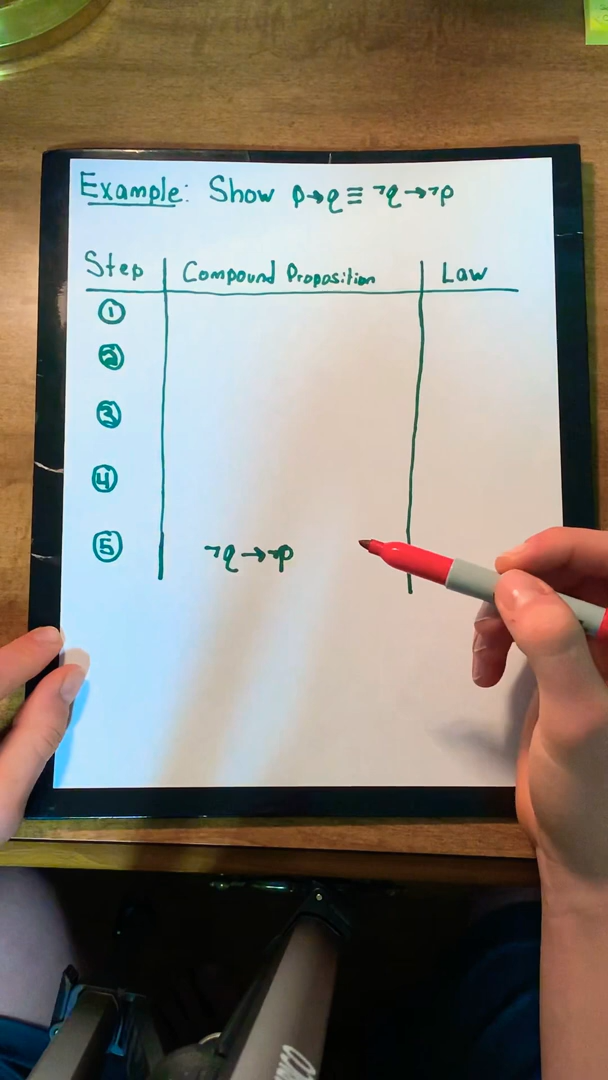 Example: Show p→q ≡ ¬q→¬p
Step Compound Proposition Law
①
②
③
④
⑤ ¬q→¬p